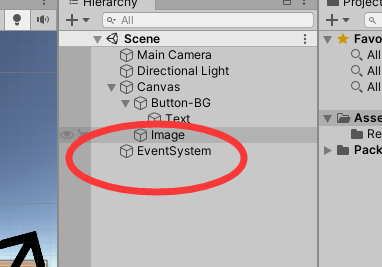 Hierarchy
Project
All
Scene
Favo
Main Camera
All
Directional Light
All
Canvas
All
Button-BG
Text
Asse
Image
Re
EventSystem
Pack